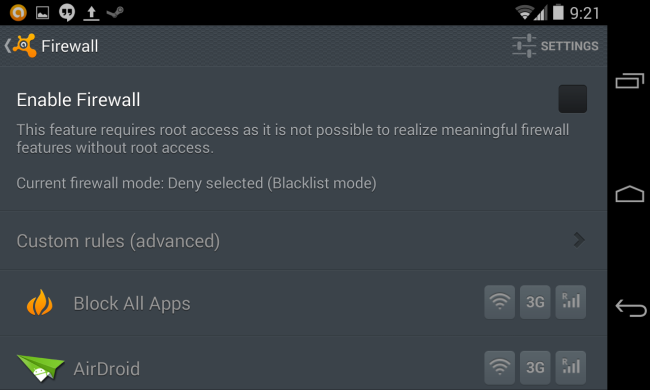 9:21
Firewall
SETTINGS
Enable Firewall
This feature requires root access as it is not possible to realize meaningful firewall
features without root access.
Current firewall mode: Deny selected (Blacklist mode)
Custom rules (advanced)
Block All Apps
3G
R
AirDroid
3G
R